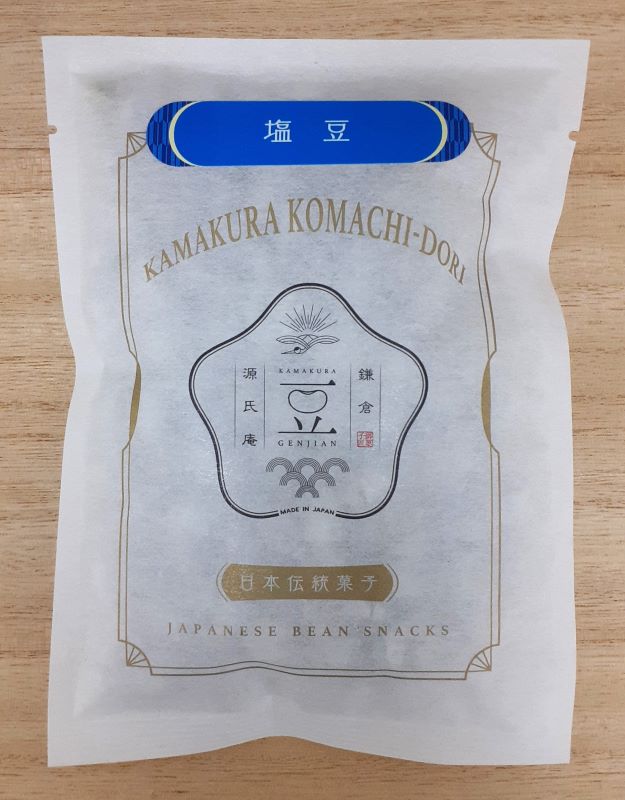 塩豆
KAMAKURA KOMACHI-DORI
鎌倉
源氏庵
KAMAKURA
豆
GENJIAN
MADE IN JAPAN
日本伝統菓子
JAPANESE BEAN SNACKS